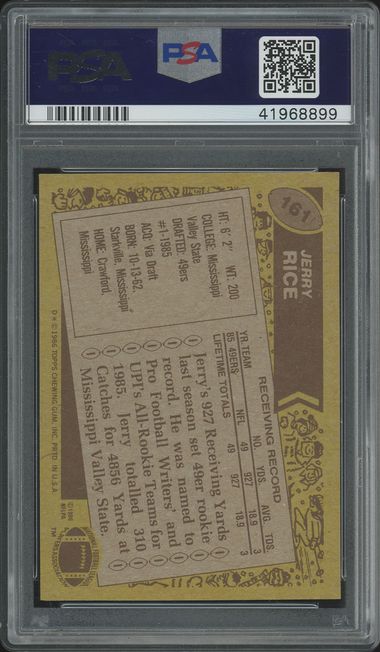 PSA
PSA
41968899
161
JERRY
RICE
HT: 6' 2" WT. 200
COLLEGE: Mississippi
Valley State
DRAFTED: 49ers
#1-1985
ACQ: Via Draft
BORN: 10-13-62,
Starkville, Mississippi
HOME: Crawford,
Mississippi
RECEIVING RECORD
YR. TEAM NO. YDS. AVG. TDS.
85 49ERS NFL 49 927 18.9 3
LIFETIME TOTALS 49 927 18.9 3
Jerry's 927 Receiving Yards
last season set 49er rookie
record. He was named to
Pro Football Writers' and
UPI's All-Rookie Teams for
1985. Jerry totalled 310
Catches for 4856 Yards at
Mississippi Valley State.
D * © 1986 TOPPS CHEWING GUM, INC. PRTD. IN U.S.A.
© 1986
NFLPA
TM